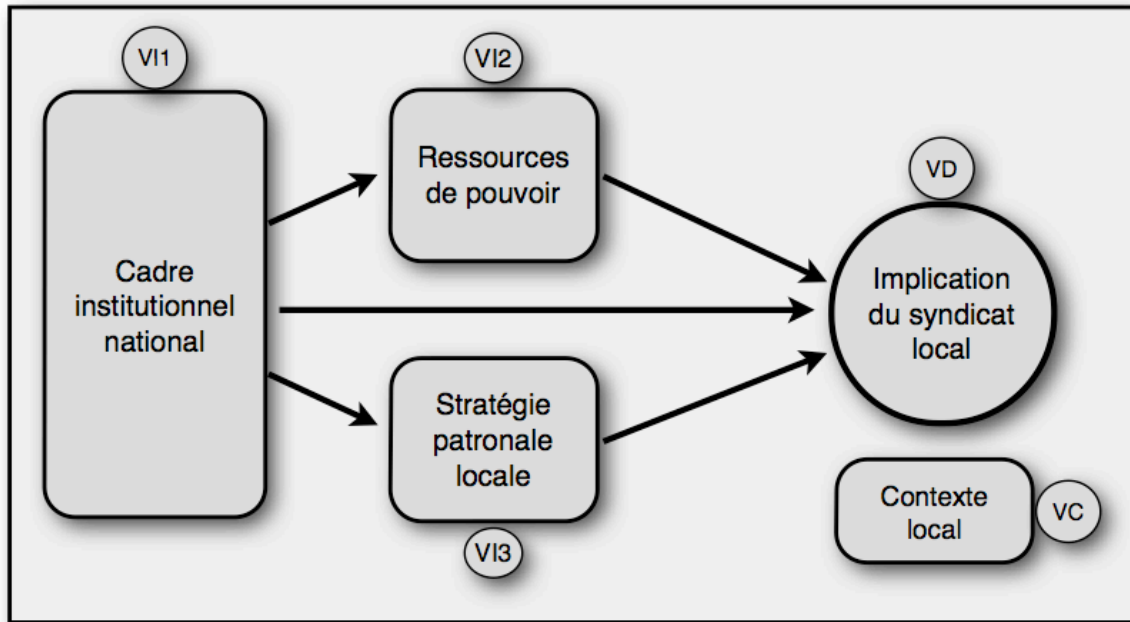 VI1
Cadre
institutionnel
national
VI2
Ressources
de pouvoir
Stratégie
patronale
locale
VI3
VD
Implication
du syndicat
local
Contexte
local
VC